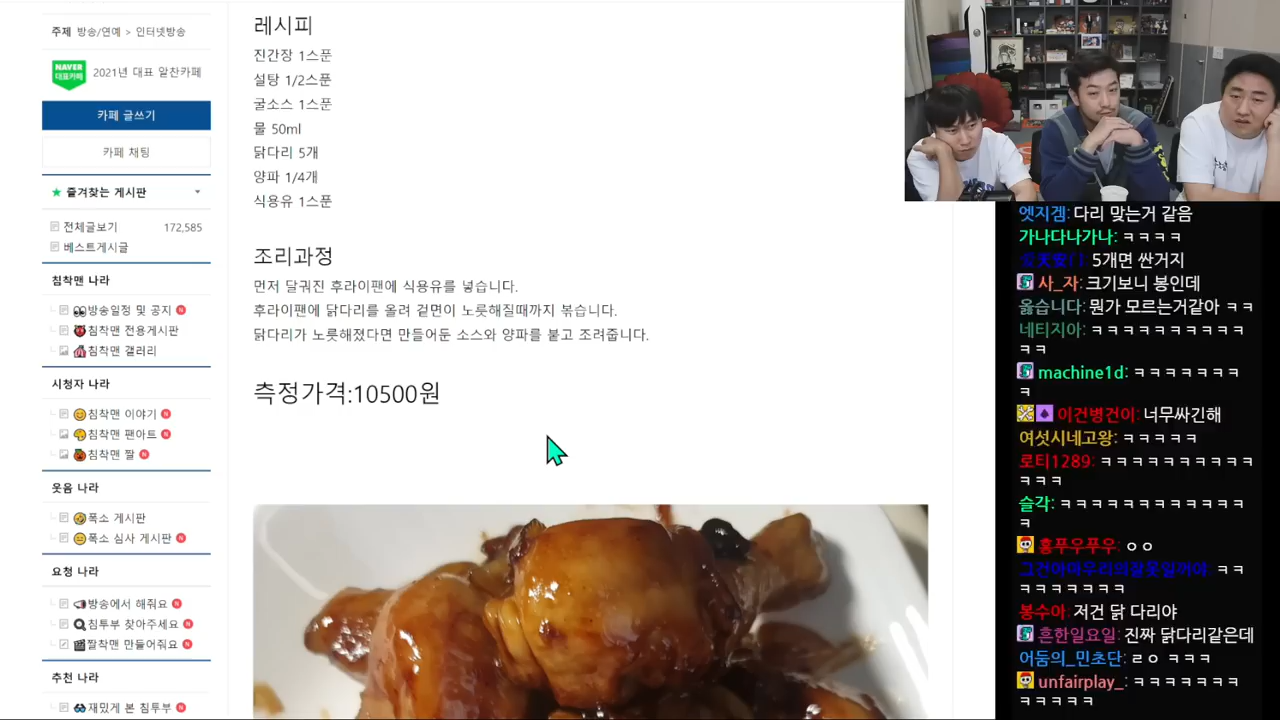 주제 방송/연예 > 인터넷방송
NAVER
대표카페
2021년 대표 알찬카페
카페 글쓰기
카페 채팅
즐겨찾는 게시판
전체글보기 172,585
베스트게시글
침착맨 나라
방송일정 및 공지 N
침착맨 전용게시판
침착맨 갤러리
시청자 나라
침착맨 이야기 N
침착맨 팬아트 N
침착맨 짤 N
웃음 나라
폭소 게시판
폭소 심사 게시판 N
요청 나라
방송에서 해줘요 N
침투부 찾아주세요 N
짤착맨 만들어줘요 N
추천 나라
재밌게 본 침투부 N
레시피
진간장 1스푼
설탕 1/2스푼
굴소스 1스푼
물 50ml
닭다리 5개
양파 1/4개
식용유 1스푼
조리과정
먼저 달궈진 후라이팬에 식용유를 넣습니다.
후라이팬에 닭다리를 올려 겉면이 노릇해질때까지 볶습니다.
닭다리가 노릇해졌다면 만들어둔 소스와 양파를 붙고 조려줍니다.
측정가격:10500원
엣지겜: 다리 맞는거 같음
가나다나가나: ㅋㅋㅋㅋ
5개면 싼거지
사_자: 크기보니 봉인데
옳습니다: 뭔가 모르는거같아 ㅋㅋ
네티지아: ㅋㅋㅋㅋㅋㅋㅋㅋㅋㅋ
ㅋㅋ
machine1d: ㅋㅋㅋㅋㅋㅋㅋ
ㅋ
이건병건이: 너무싸긴해
여섯시네고왕: ㅋㅋㅋㅋㅋ
로티1289: ㅋㅋㅋㅋㅋㅋㅋㅋㅋㅋ
ㅋㅋㅋ
슬각: ㅋㅋㅋㅋㅋㅋㅋㅋㅋㅋㅋㅋ
ㅋ
홍푸우푸우: ㅇㅇ
그건아마우리의잘못일꺼야: ㅋㅋ
ㅋㅋㅋㅋㅋㅋㅋ
봉수아: 저건 닭 다리야
흔한일요일: 진짜 닭다리같은데
어둠의_민초단: ㄹㅇ ㅋㅋㅋ
unfairplay_: ㅋㅋㅋㅋㅋㅋㅋ
ㅋㅋㅋㅋㅋ